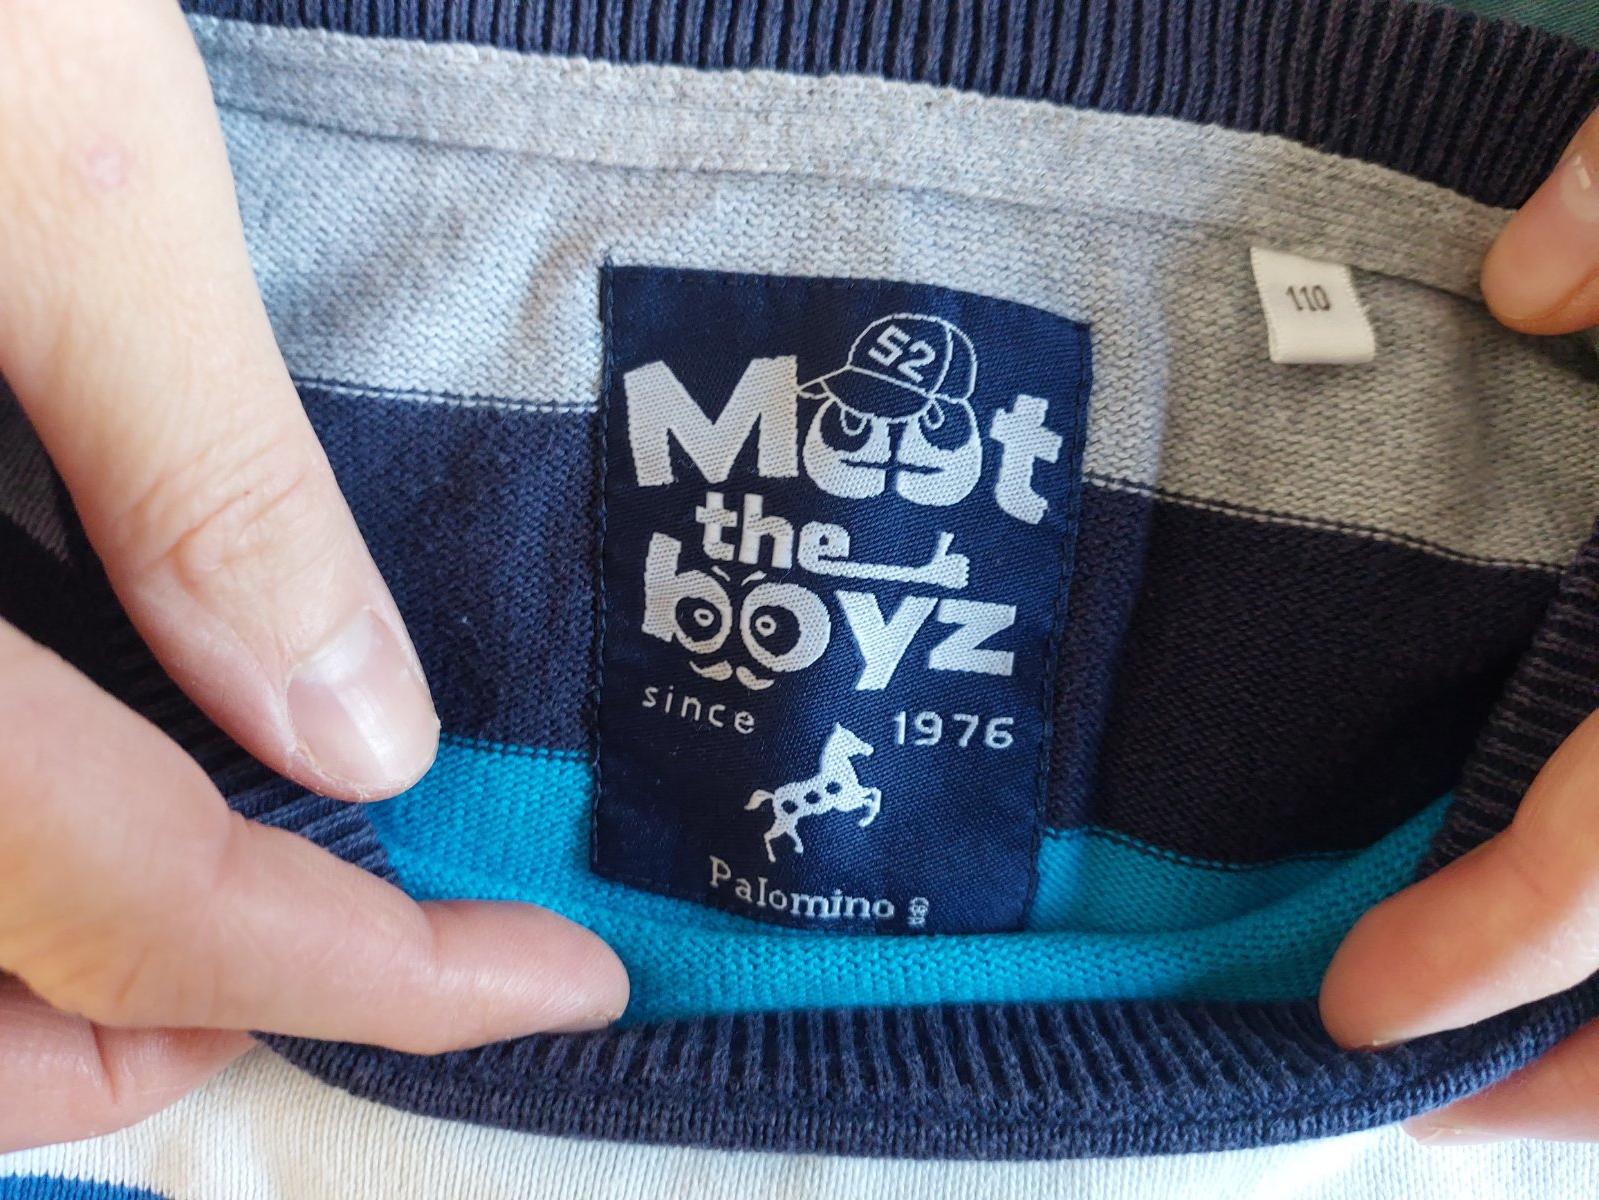 52
Meet
the
boyz
since 1976
Palomino
110